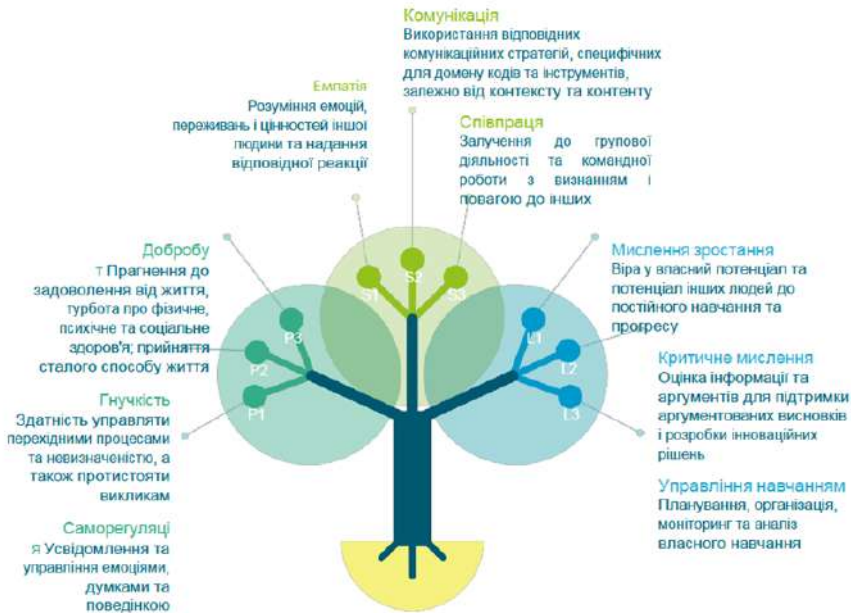 Комунікація
Використання відповідних
комунікаційних стратегій, специфічних
для домену кодів та інструментів,
залежно від контексту та контенту
Емпатія
Розуміння емоцій,
переживань і цінностей іншої
людини та надання
відповідної реакції
Співпраця
Залучення до групової
діяльності та командної
роботи з визнанням і
повагою до інших
Добробу
т Прагнення до
задоволення від життя,
турбота про фізичне,
психічне та соціальне
здоров'я; прийняття
сталого способу життя
Гнучкість
Здатність управляти
перехідними процесами
та невизначеністю, а
також протистояти
викликам
Саморегуляці
я Усвідомлення та
управління емоціями,
думками та
поведінкою
P3
P2
P1
S1
S2
S3
L1
L2
L3
Мислення зростання
Віра у власний потенціал та
потенціал інших людей до
постійного навчання та
прогресу
Критичне мислення
Оцінка інформації та
аргументів для підтримки
аргументованих висновків
і розробки інноваційних
рішень
Управління навчанням
Планування, організація,
моніторинг та аналіз
власного навчання